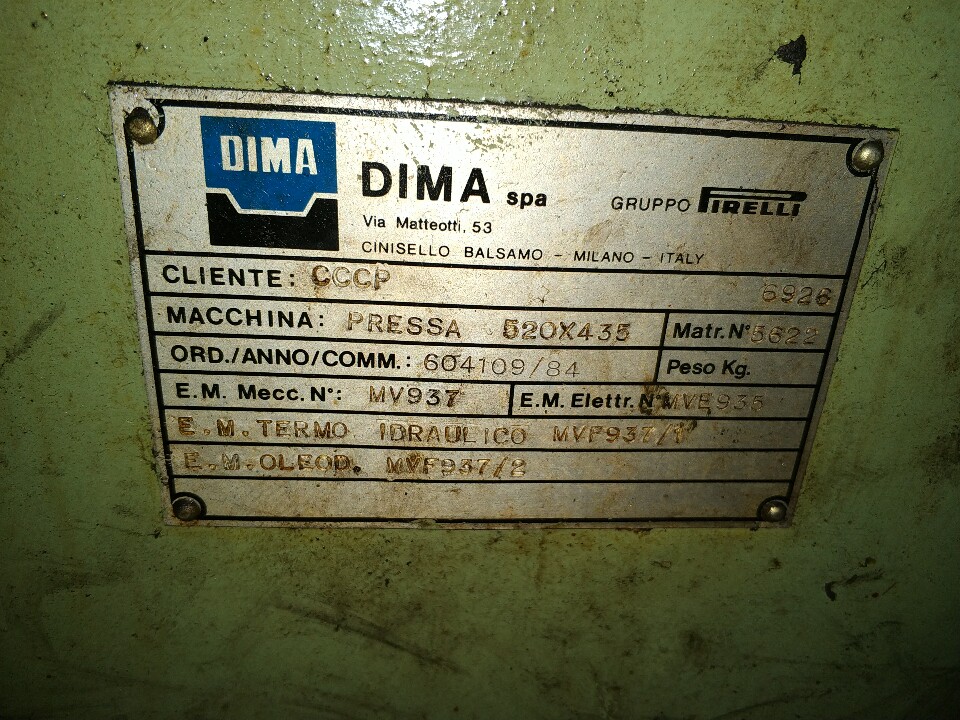 DIMA
DIMA spa
GRUPPO PIRELLI
Via Matteotti, 53
CINISELLO BALSAMO - MILANO - ITALY
CLIENTE: CCCP 6926
MACCHINA: PRESSA 520X435 Matr. N° 5622
ORD./ANNO/COMM.: 604109/84 Peso Kg.
E.M. Mecc. N°: MV937 E.M. Elettr. N° MVE935
E.M.TERMO IDRAULICO MVF937/1
E.M.OLEOD. MVF937/2